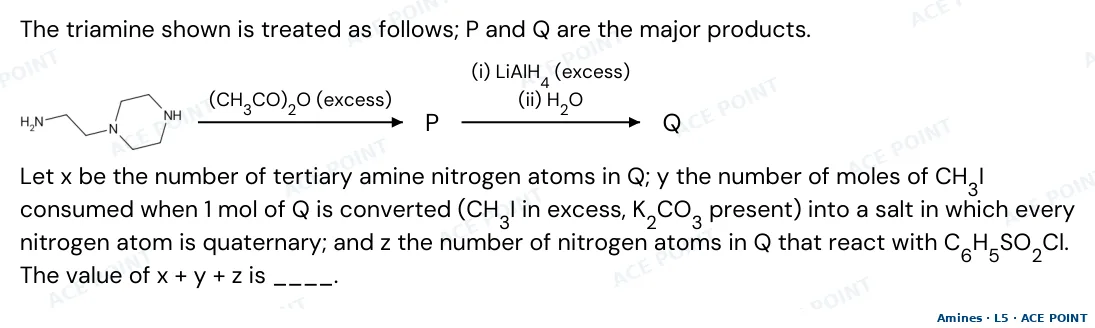 The triamine shown is treated as follows; P and Q are the major products.
(i) LiAlH4 (excess)
(CH3CO)2O (excess) (ii) H2O
H2N N NH P Q
Let x be the number of tertiary amine nitrogen atoms in Q; y the number of moles of CH3I
consumed when 1 mol of Q is converted (CH3I in excess, K2CO3 present) into a salt in which every
nitrogen atom is quaternary; and z the number of nitrogen atoms in Q that react with C6H5SO2Cl.
The value of x + y + z is ____.
Amines · L5 · ACE POINT